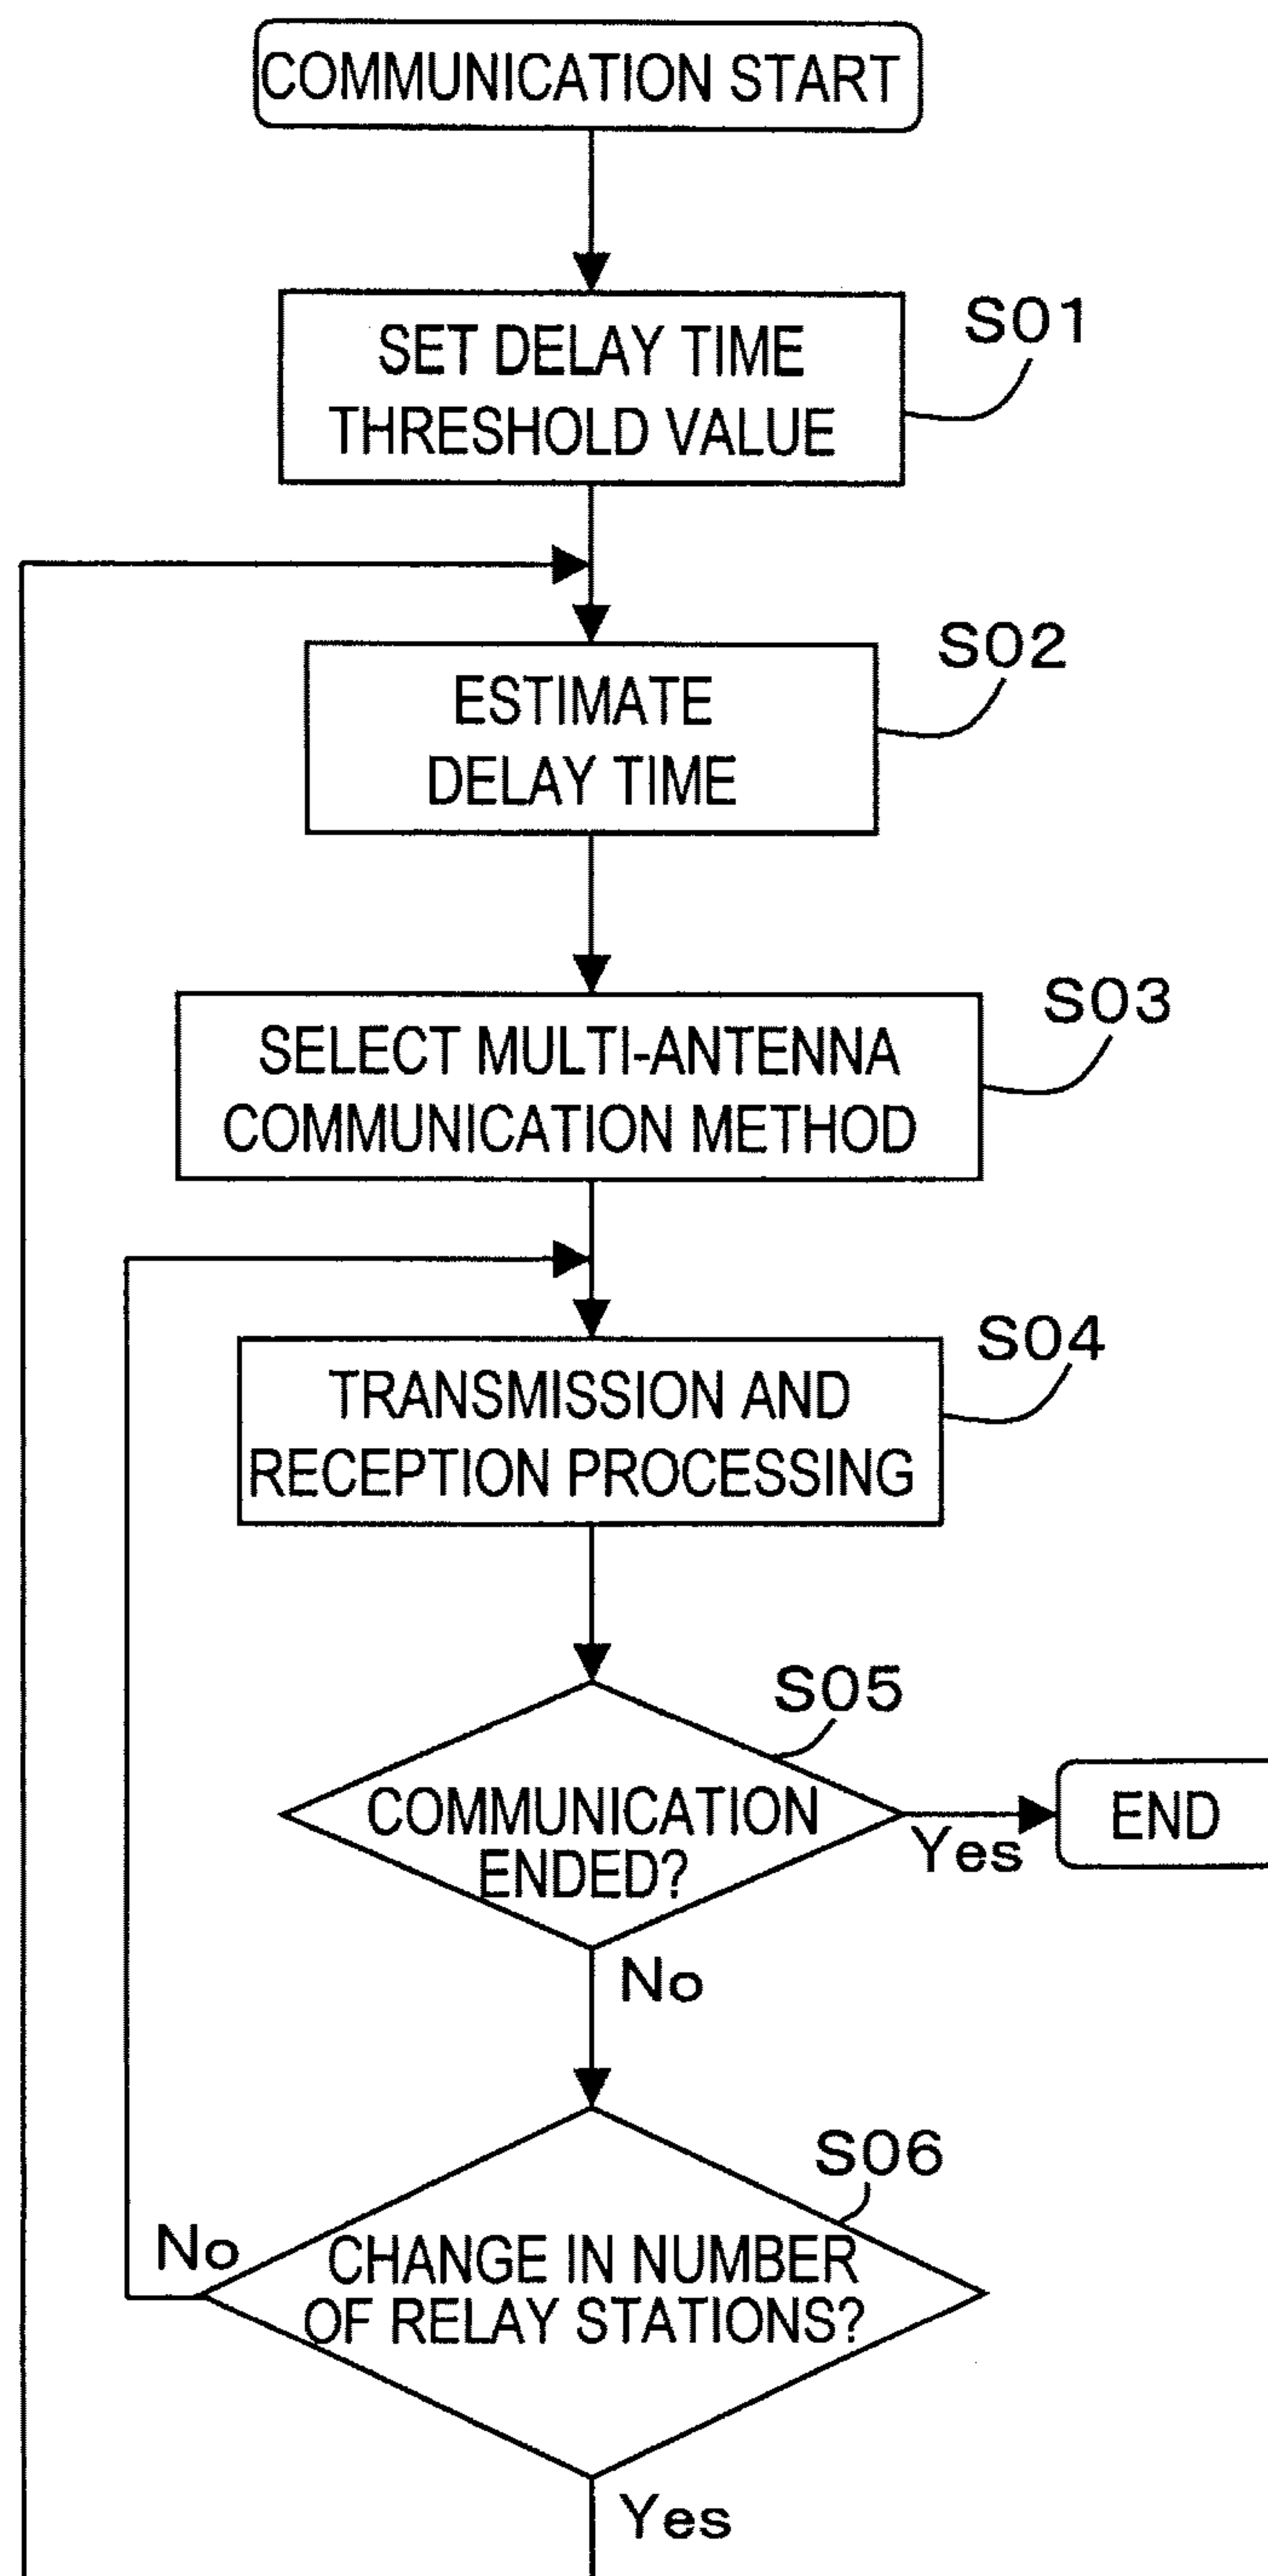 COMMUNICATION START
SET DELAY TIME
THRESHOLD VALUE
S01
ESTIMATE
DELAY TIME
S02
SELECT MULTI-ANTENNA
COMMUNICATION METHOD
S03
TRANSMISSION AND
RECEPTION PROCESSING
S04
S05
COMMUNICATION
ENDED?
Yes
END
No
S06
CHANGE IN NUMBER
OF RELAY STATIONS?
No
Yes